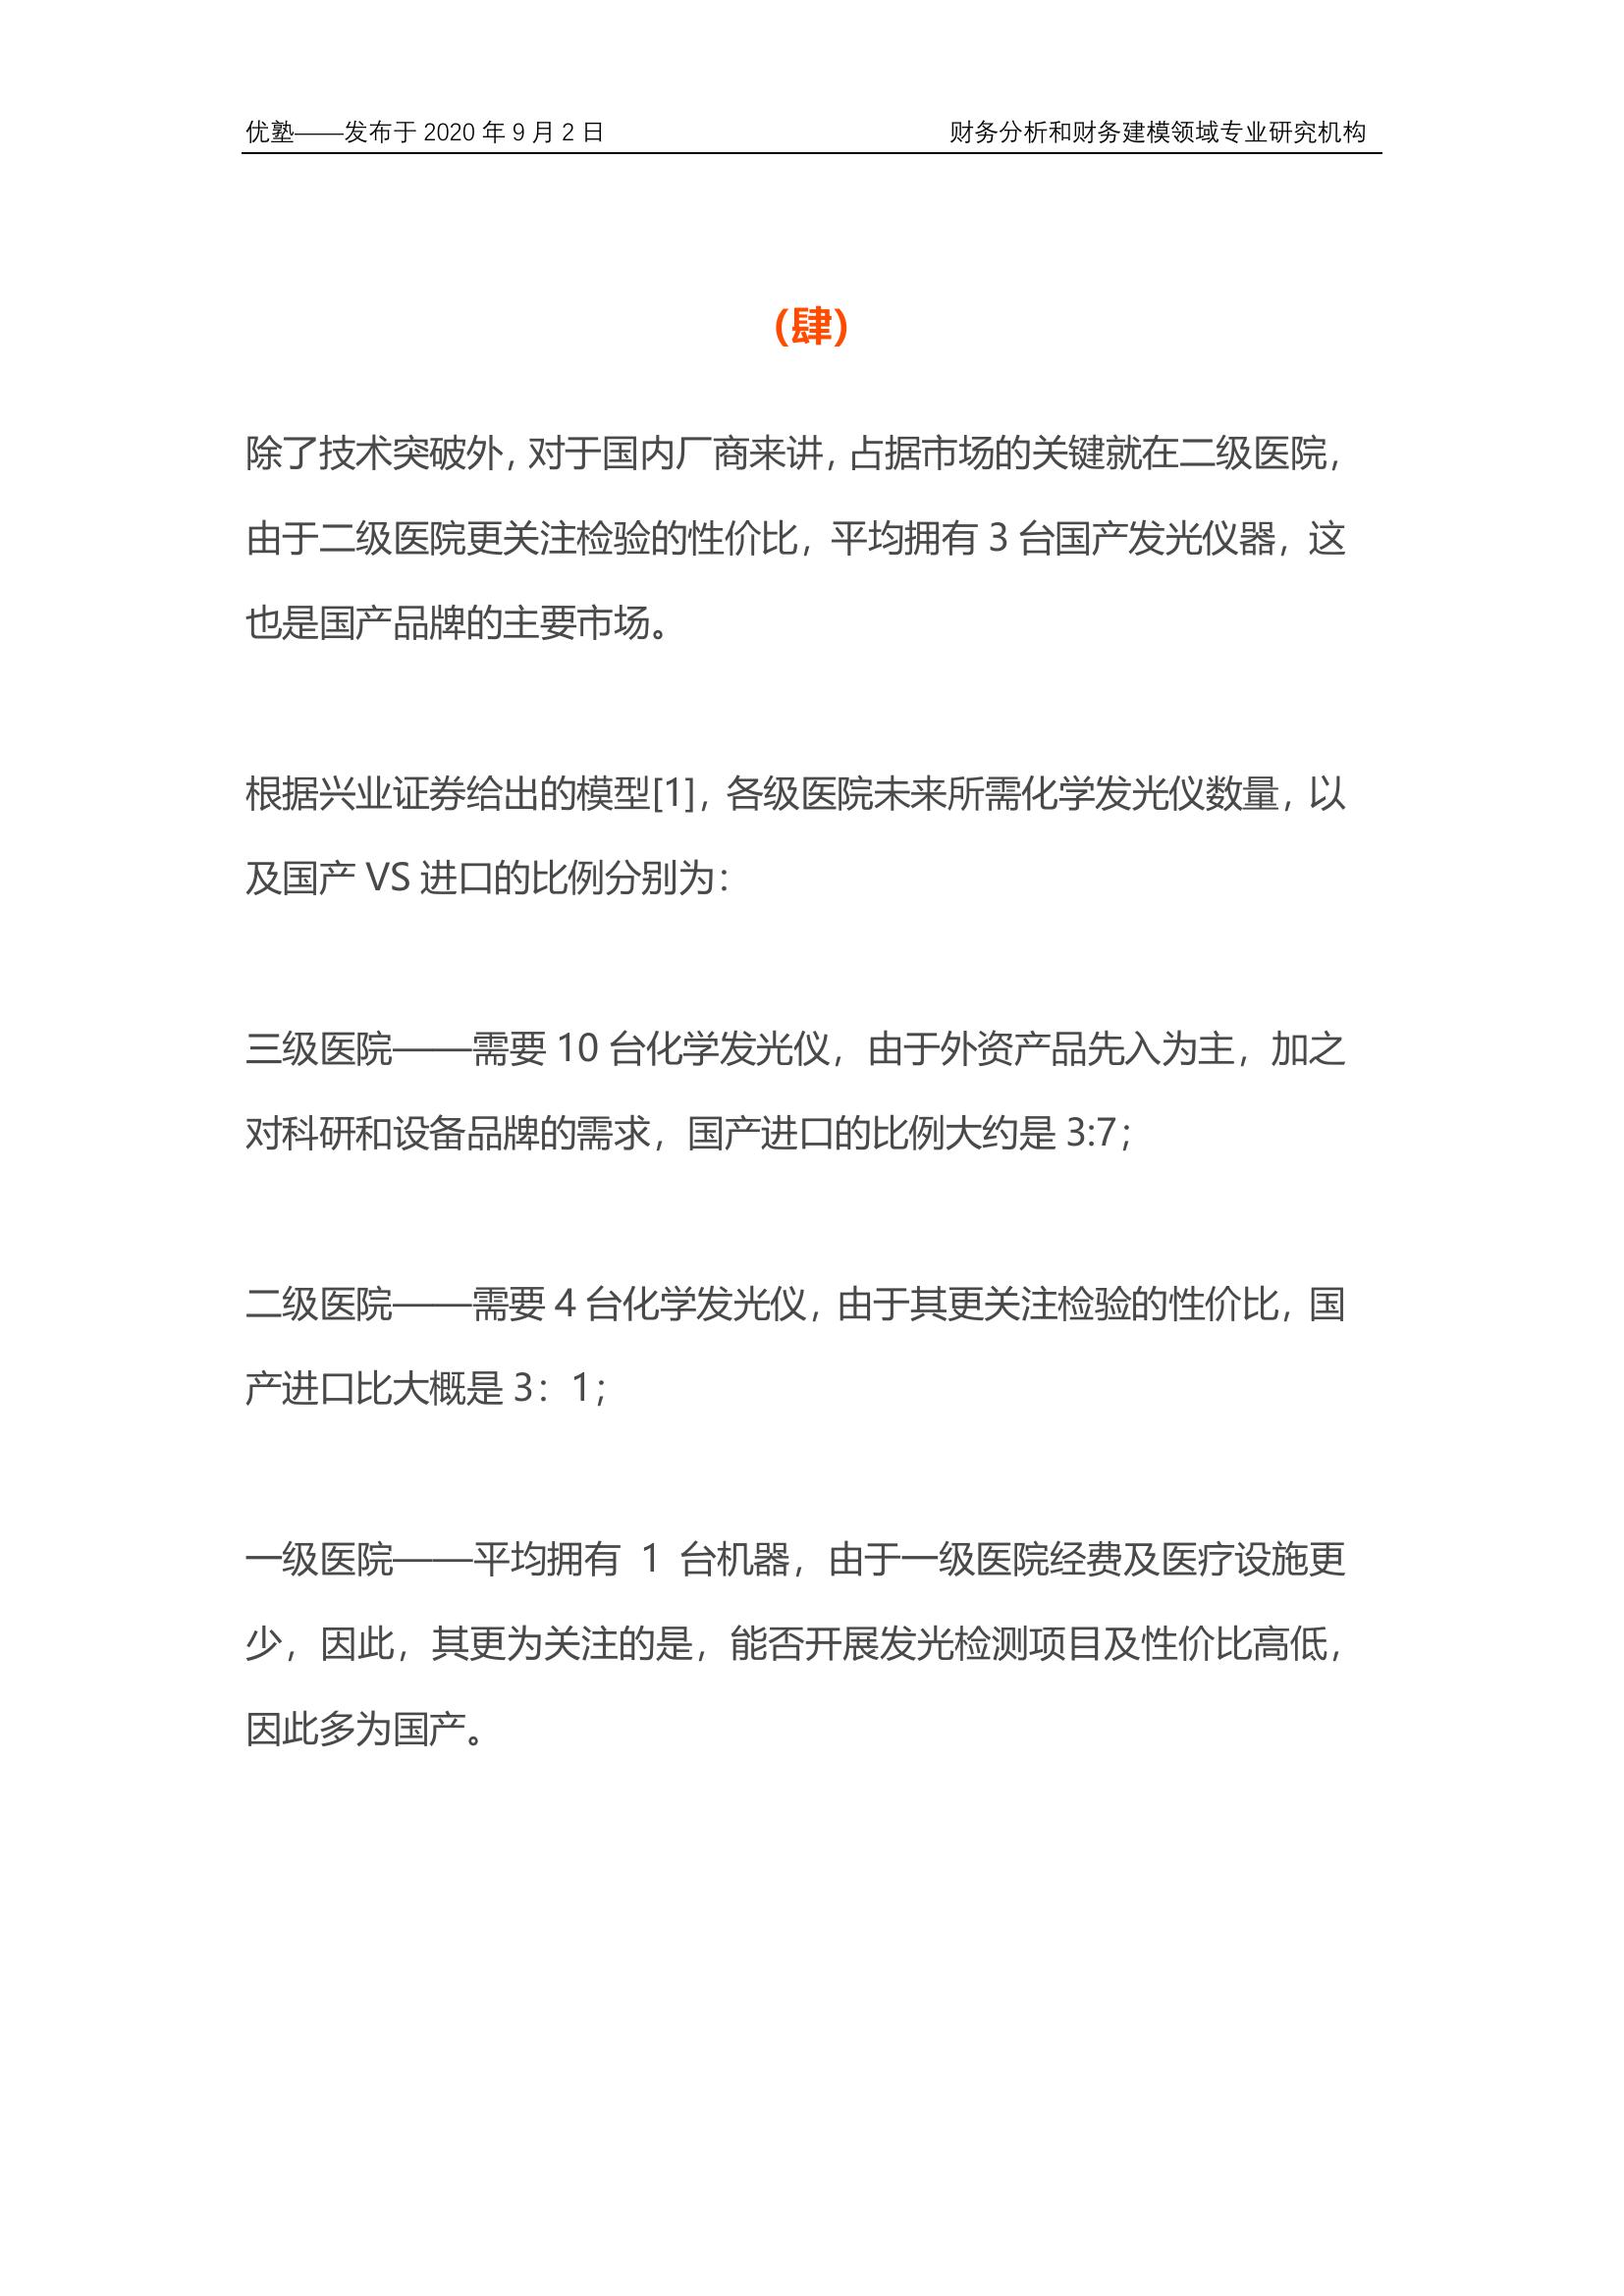 优塾——发布于 2020 年 9 月 2 日 财务分析和财务建模领域专业研究机构
(肆)
除了技术突破外，对于国内厂商来讲，占据市场的关键就在二级医院，
由于二级医院更关注检验的性价比，平均拥有 3 台国产发光仪器，这
也是国产品牌的主要市场。
根据兴业证券给出的模型[1]，各级医院未来所需化学发光仪数量，以
及国产 VS 进口的比例分别为：
三级医院——需要 10 台化学发光仪，由于外资产品先入为主，加之
对科研和设备品牌的需求，国产进口的比例大约是 3:7；
二级医院——需要 4 台化学发光仪，由于其更关注检验的性价比，国
产进口比大概是 3：1；
一级医院——平均拥有 1 台机器，由于一级医院经费及医疗设施更
少，因此，其更为关注的是，能否开展发光检测项目及性价比高低，
因此多为国产。